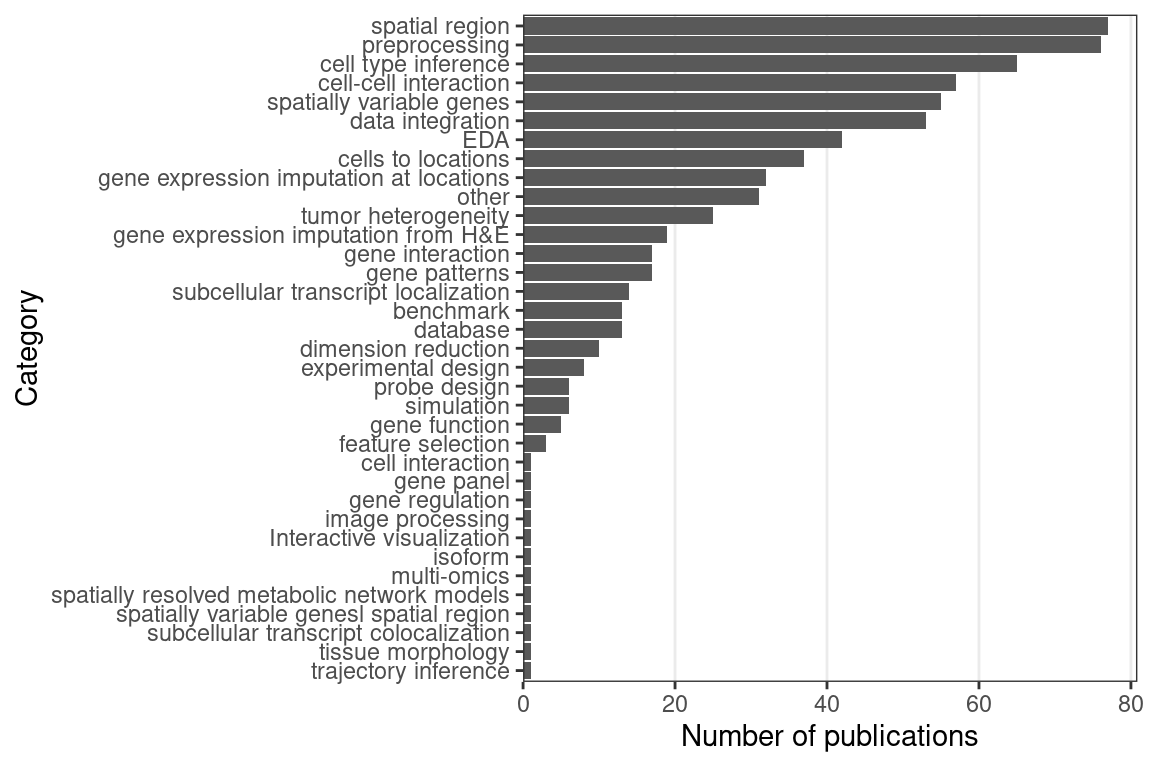 spatial region
preprocessing
cell type inference
cell-cell interaction
spatially variable genes
data integration
EDA
cells to locations
gene expression imputation at locations
other
tumor heterogeneity
gene expression imputation from H&E
gene interaction
gene patterns
subcellular transcript localization
benchmark
database
dimension reduction
experimental design
probe design
simulation
gene function
feature selection
cell interaction
gene panel
gene regulation
image processing
Interactive visualization
isoform
multi-omics
spatially resolved metabolic network models
spatially variable genesl spatial region
subcellular transcript colocalization
tissue morphology
trajectory inference
Category
0 20 40 60 80
Number of publications